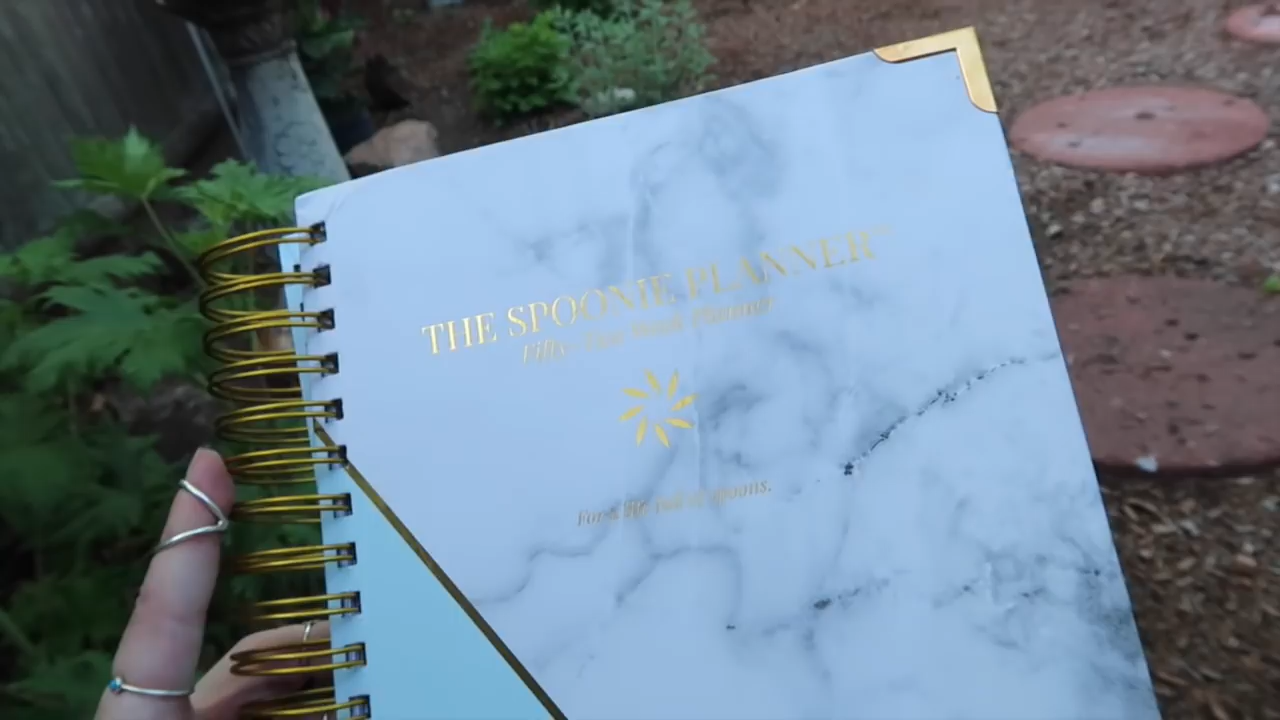 THE SPOONIE PLANNER™
Fifty-Two Week Planner
For a life full of spoons.